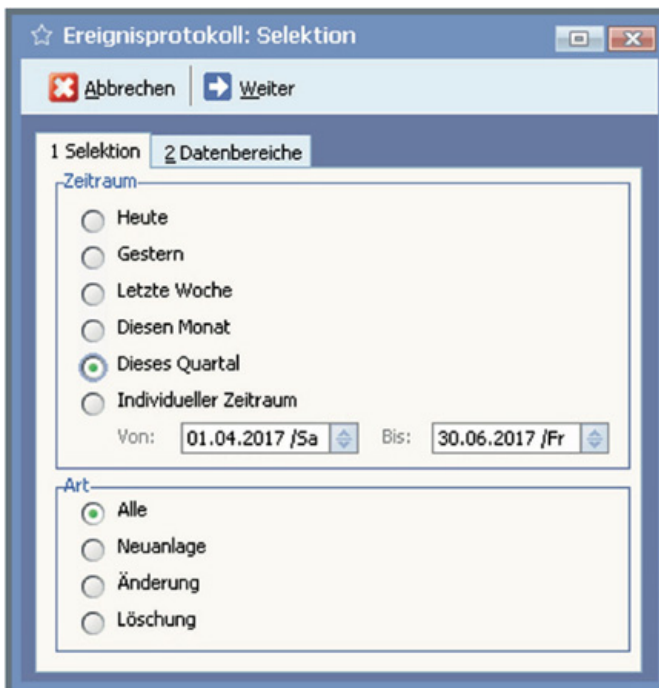 Ereignisprotokoll: Selektion
Abbrechen Weiter
1 Selektion 2 Datenbereiche
Zeitraum
Heute
Gestern
Letzte Woche
Diesen Monat
Dieses Quartal
Individueller Zeitraum
Von: 01.04.2017 /Sa Bis: 30.06.2017 /Fr
Art
Alle
Neuanlage
Änderung
Löschung